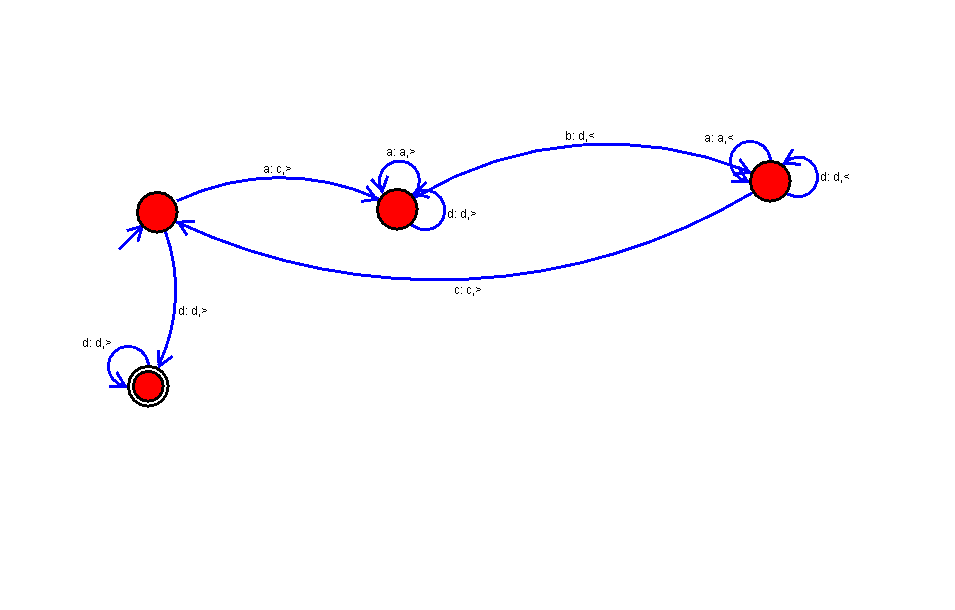 b: d,<
a: a,<
a: a,>
a: c,>
d: d,<
d: d,>
c: c,>
d: d,>
d: d,>